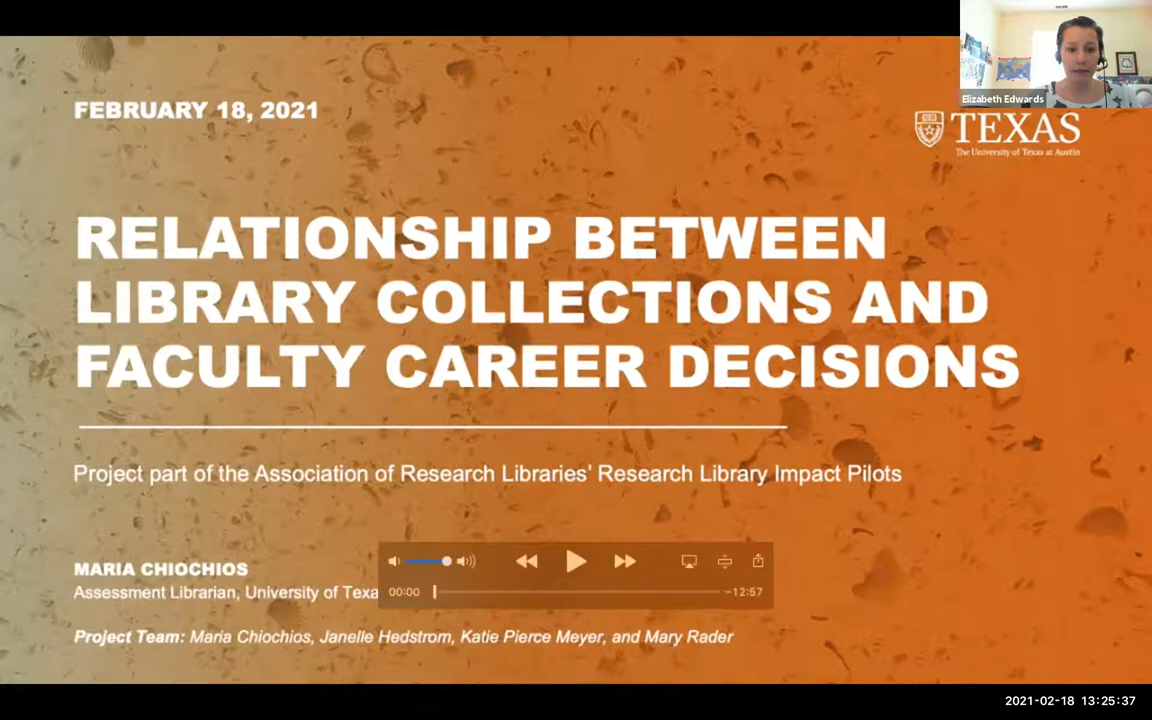 Elizabeth Edwards
FEBRUARY 18, 2021
TEXAS
The University of Texas at Austin
RELATIONSHIP BETWEEN
LIBRARY COLLECTIONS AND
FACULTY CAREER DECISIONS
Project part of the Association of Research Libraries' Research Library Impact Pilots
MARIA CHIOCHIOS
Assessment Librarian, University of Texa
00:00
-12:57
Project Team: Maria Chiochios, Janelle Hedstrom, Katie Pierce Meyer, and Mary Rader
2021-02-18 13:25:37